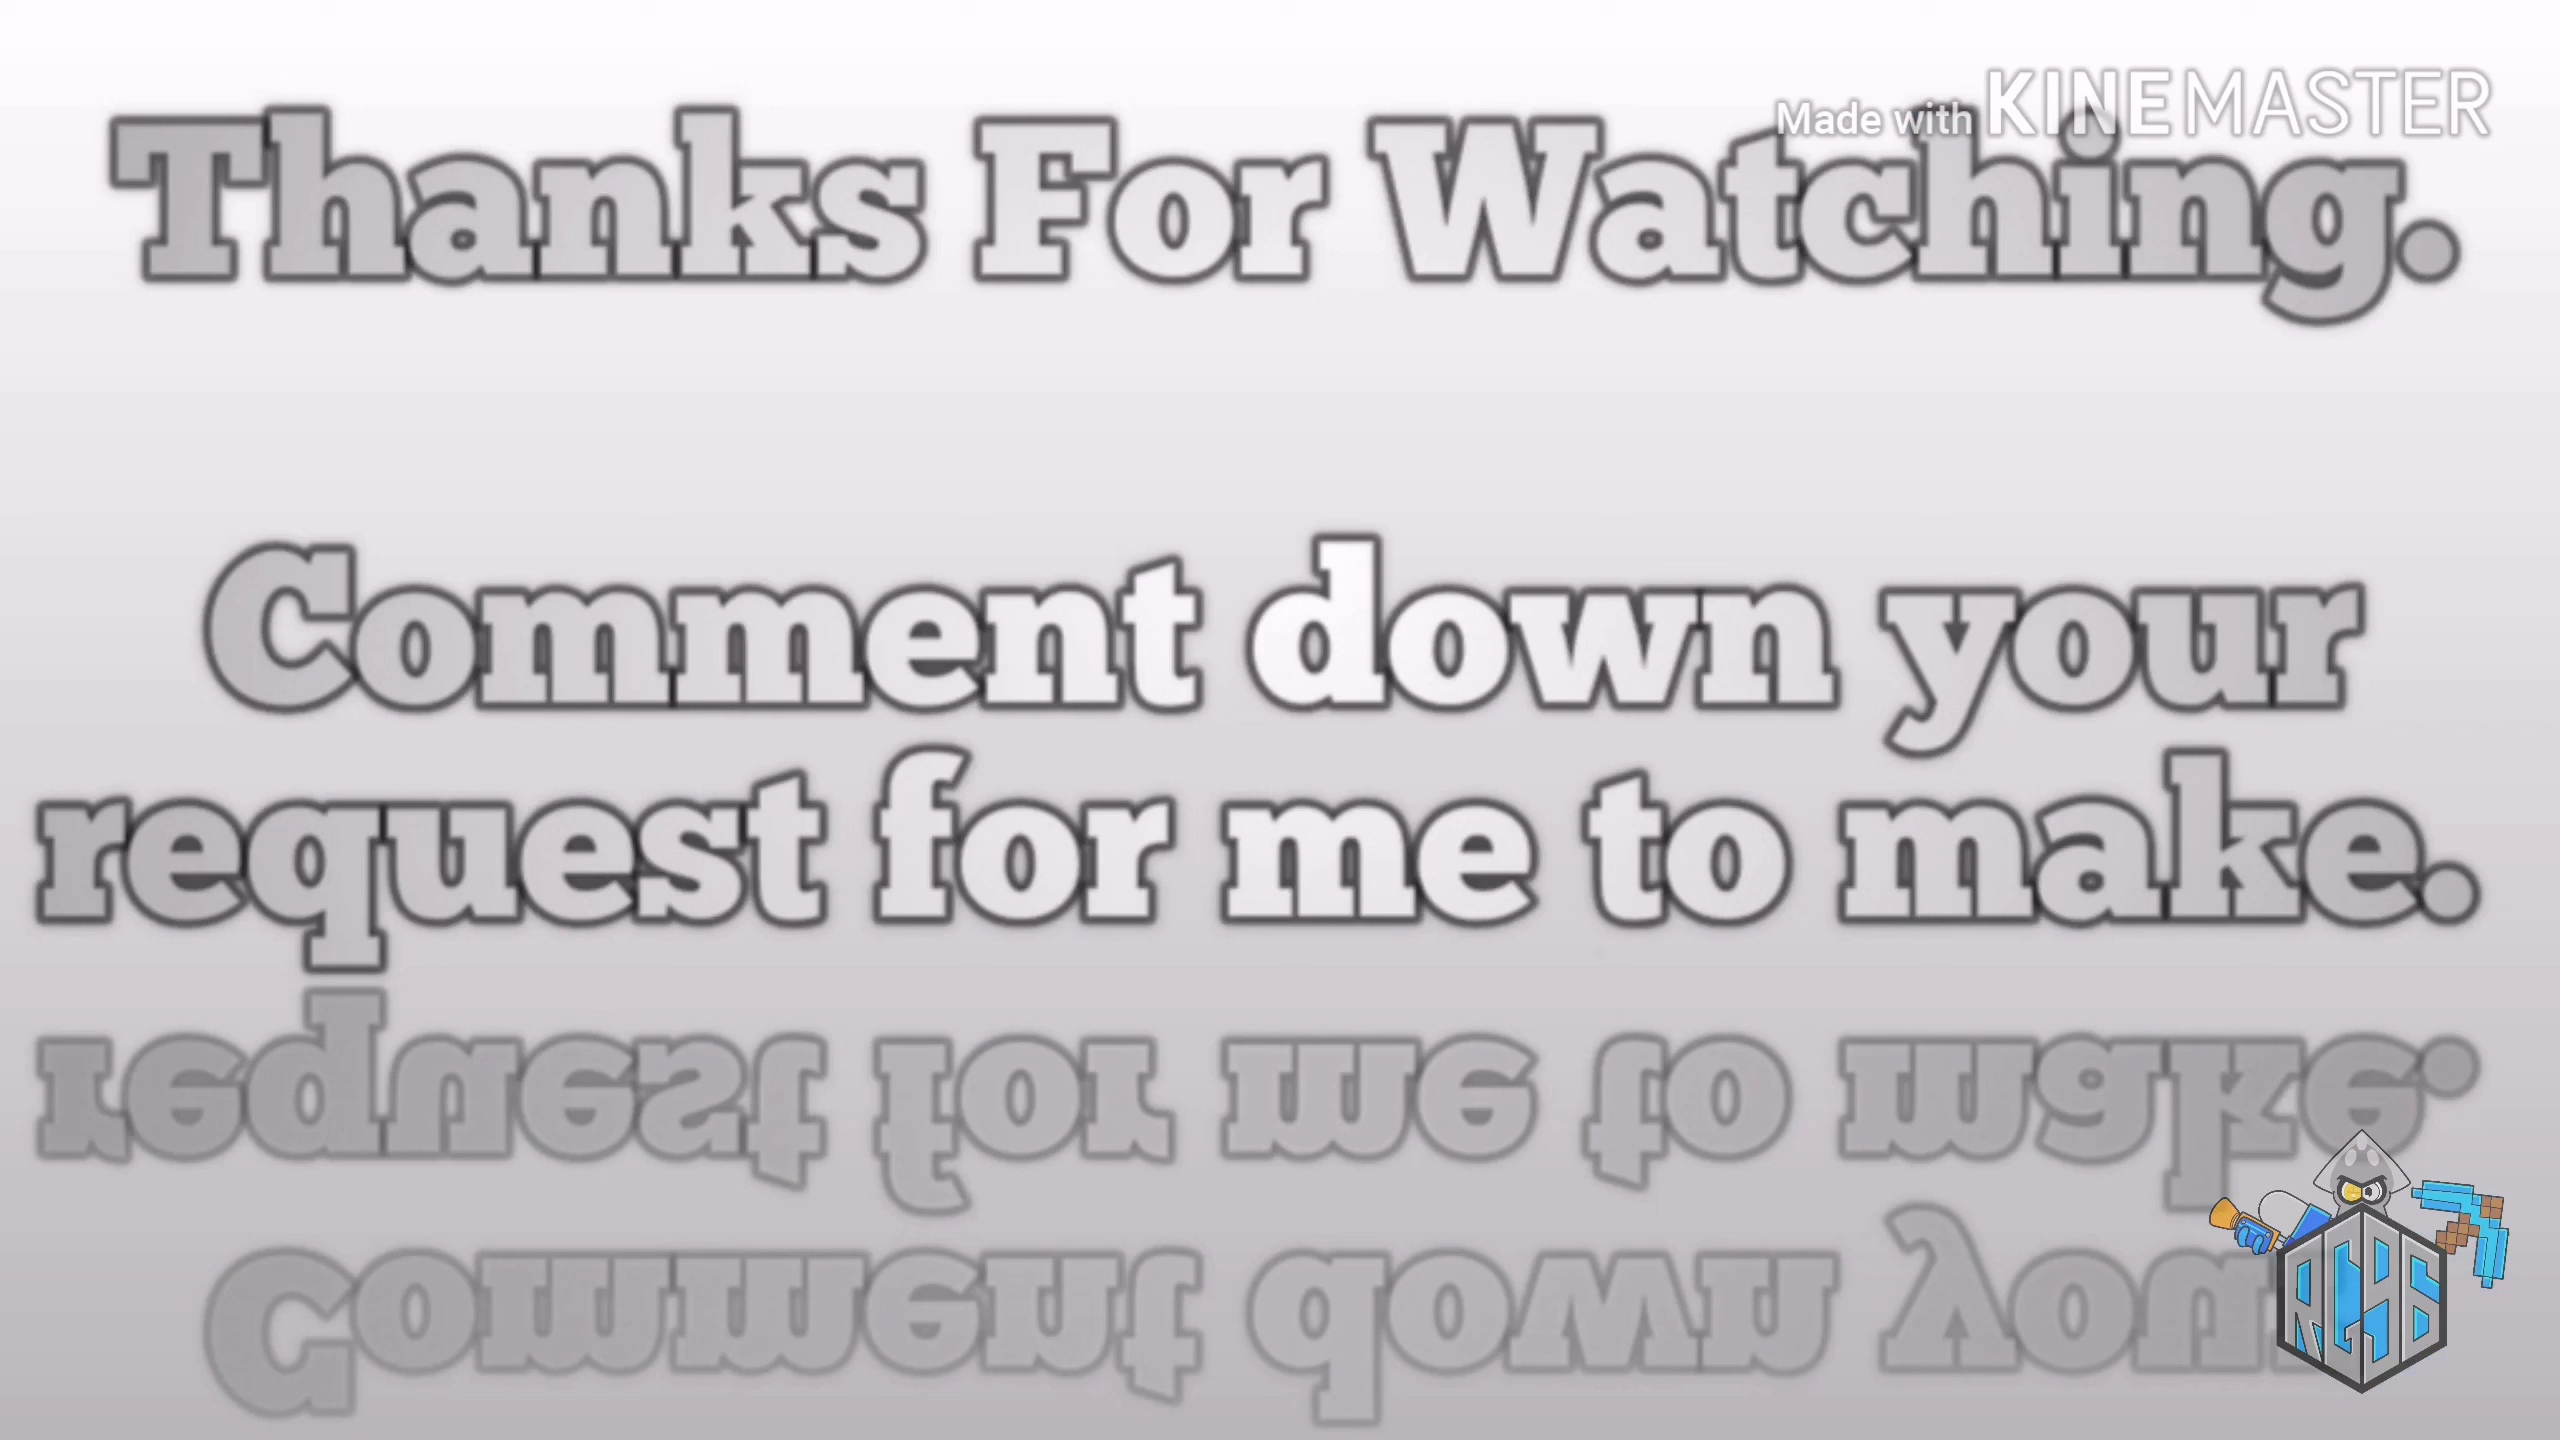 Made with KINEMASTER
Thanks For Watching.
Comment down your
request for me to make.
request for me to make.
Comment down your
RGSB